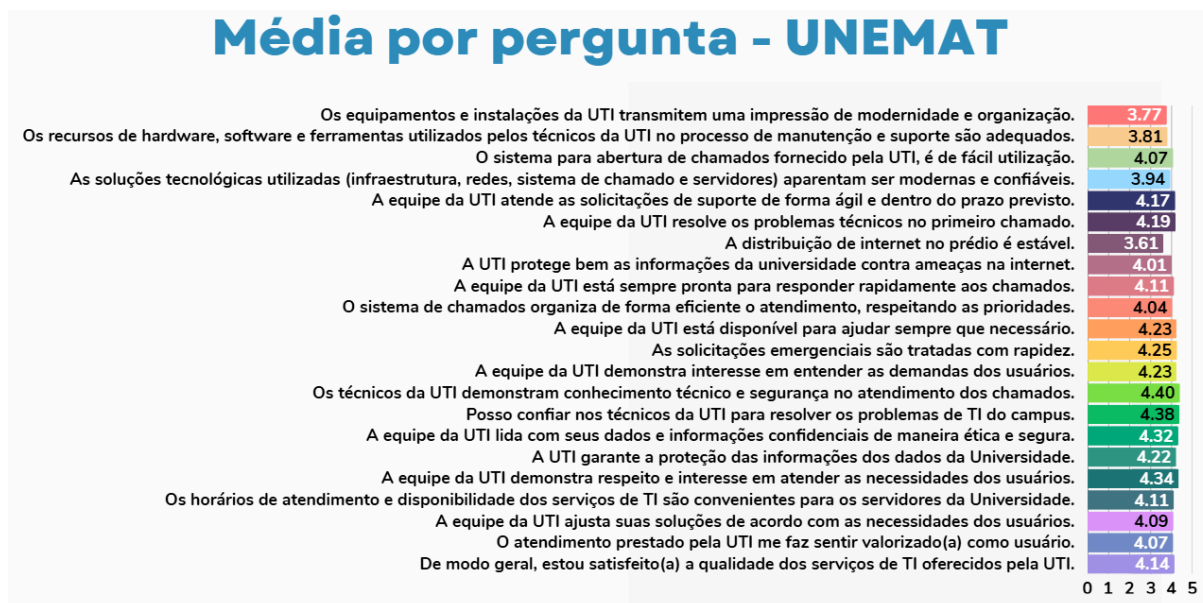 Média por pergunta - UNEMAT
Os equipamentos e instalações da UTI transmitem uma impressão de modernidade e organização. 3.77
Os recursos de hardware, software e ferramentas utilizados pelos técnicos da UTI no processo de manutenção e suporte são adequados. 3.81
O sistema para abertura de chamados fornecido pela UTI, é de fácil utilização. 4.07
As soluções tecnológicas utilizadas (infraestrutura, redes, sistema de chamado e servidores) aparentam ser modernas e confiáveis. 3.94
A equipe da UTI atende as solicitações de suporte de forma ágil e dentro do prazo previsto. 4.17
A equipe da UTI resolve os problemas técnicos no primeiro chamado. 4.19
A distribuição de internet no prédio é estável. 3.61
A UTI protege bem as informações da universidade contra ameaças na internet. 4.01
A equipe da UTI está sempre pronta para responder rapidamente aos chamados. 4.11
O sistema de chamados organiza de forma eficiente o atendimento, respeitando as prioridades. 4.04
A equipe da UTI está disponível para ajudar sempre que necessário. 4.23
As solicitações emergenciais são tratadas com rapidez. 4.25
A equipe da UTI demonstra interesse em entender as demandas dos usuários. 4.23
Os técnicos da UTI demonstram conhecimento técnico e segurança no atendimento dos chamados. 4.40
Posso confiar nos técnicos da UTI para resolver os problemas de TI do campus. 4.38
A equipe da UTI lida com seus dados e informações confidenciais de maneira ética e segura. 4.32
A UTI garante a proteção das informações dos dados da Universidade. 4.22
A equipe da UTI demonstra respeito e interesse em atender as necessidades dos usuários. 4.34
Os horários de atendimento e disponibilidade dos serviços de TI são convenientes para os servidores da Universidade. 4.11
A equipe da UTI ajusta suas soluções de acordo com as necessidades dos usuários. 4.09
O atendimento prestado pela UTI me faz sentir valorizado(a) como usuário. 4.07
De modo geral, estou satisfeito(a) a qualidade dos serviços de TI oferecidos pela UTI. 4.14
0 1 2 3 4 5